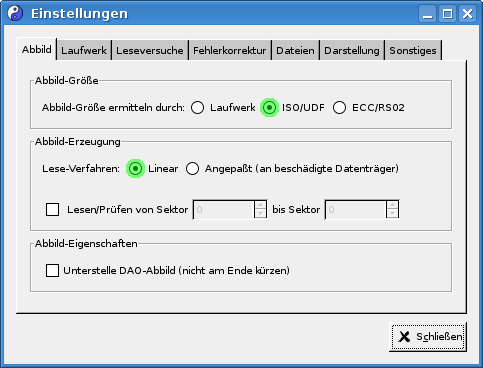 Einstellungen
Abbild Laufwerk Leseversuche Fehlerkorrektur Dateien Darstellung Sonstiges
Abbild-Größe
Abbild-Größe ermitteln durch: Laufwerk ISO/UDF ECC/RS02
Abbild-Erzeugung
Lese-Verfahren: Linear Angepaßt (an beschädigte Datenträger)
Lesen/Prüfen von Sektor 0 bis Sektor 0
Abbild-Eigenschaften
Unterstelle DAO-Abbild (nicht am Ende kürzen)
Schließen